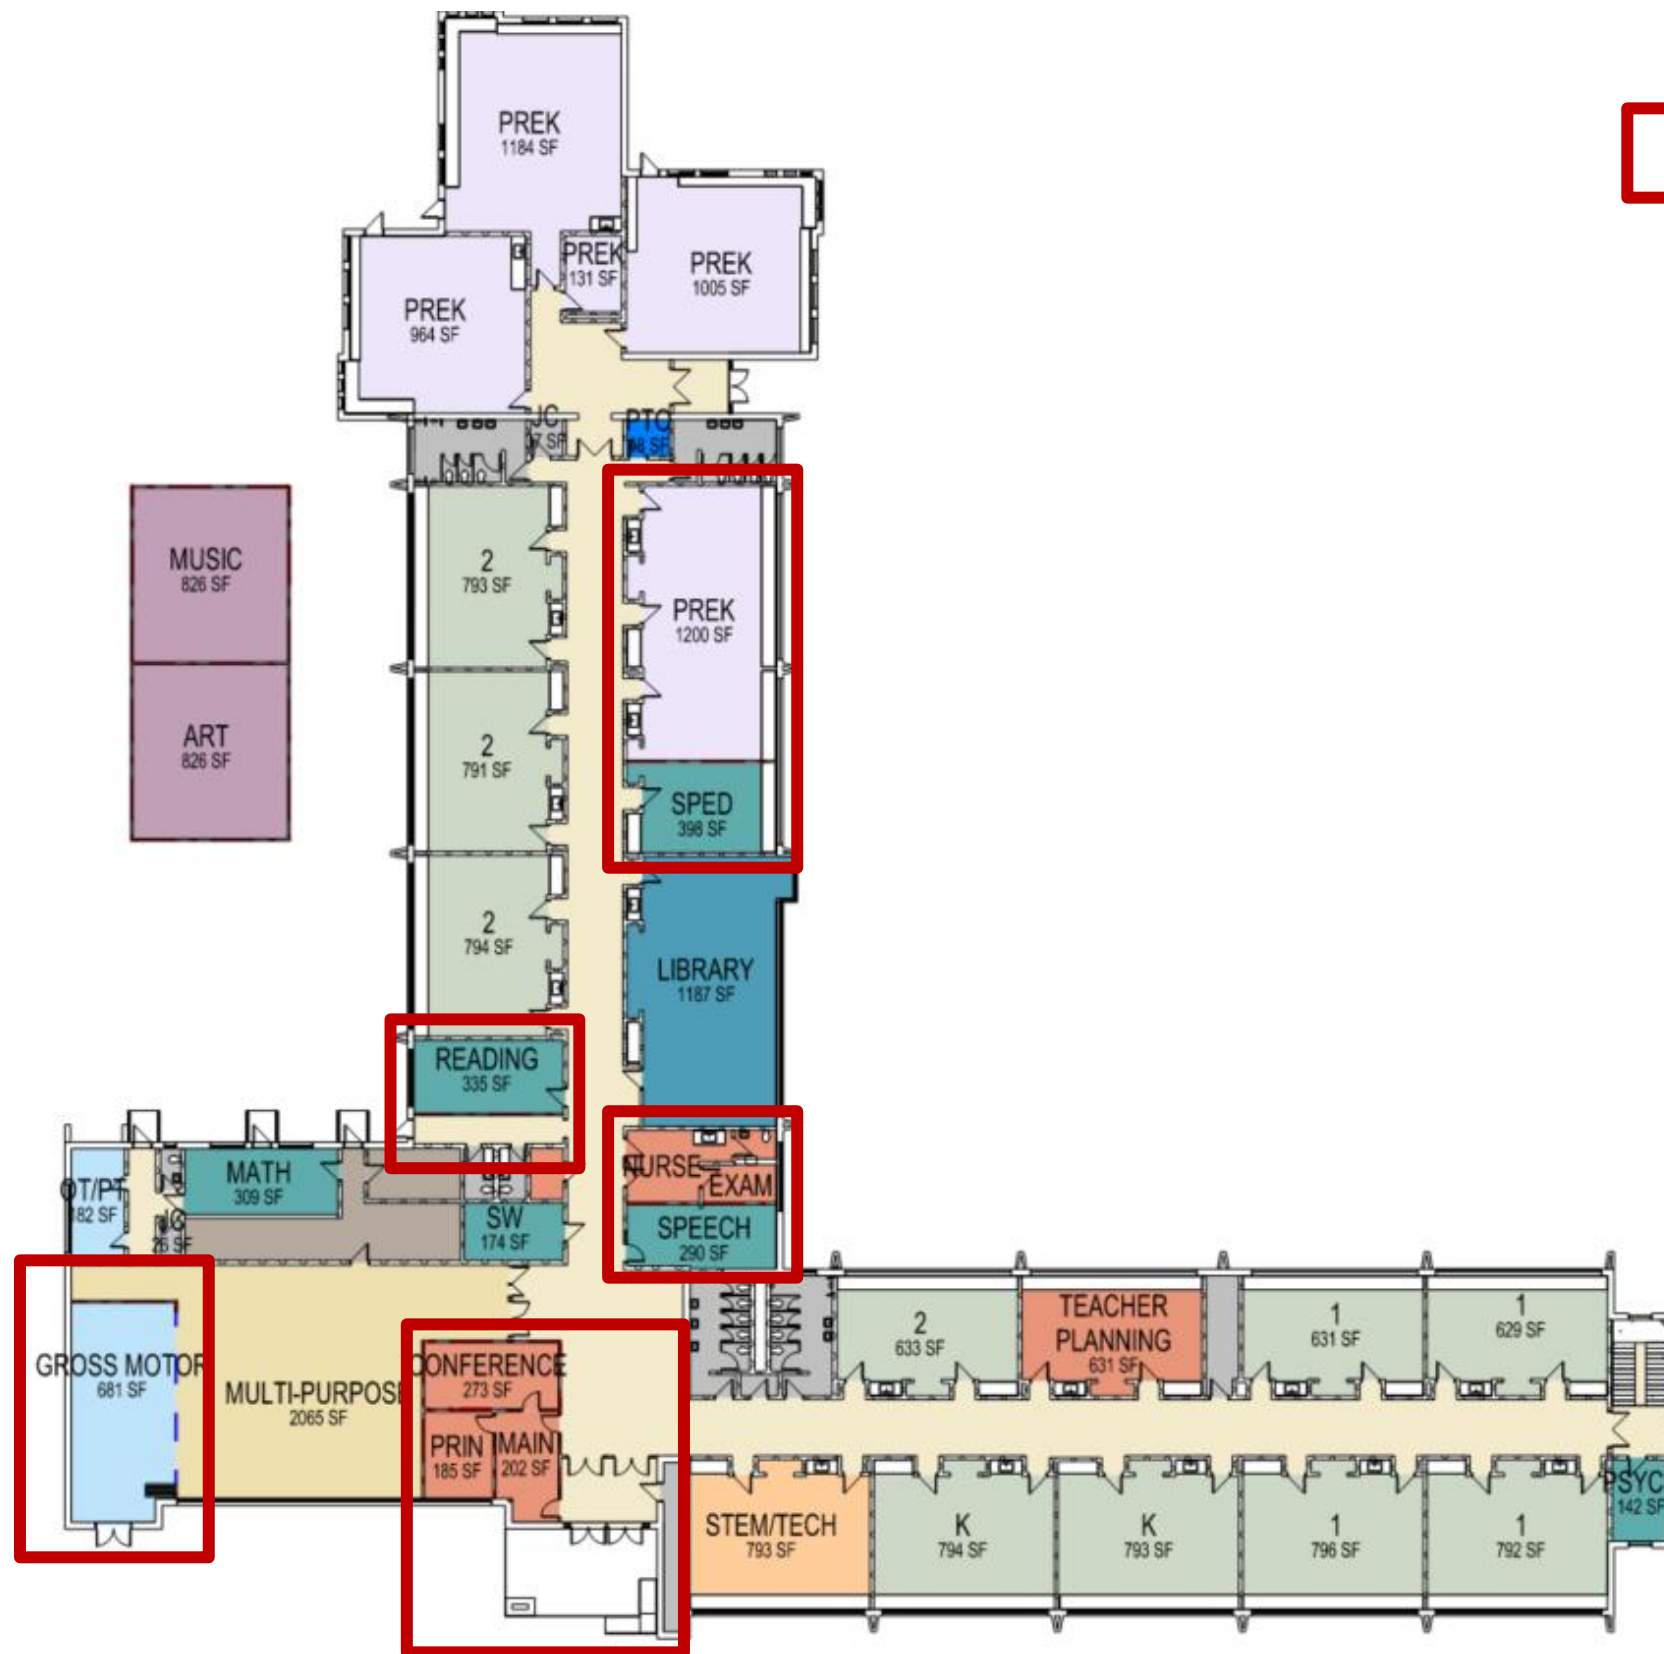 PREK
1184 SF
PREK
131 SF
PREK
1005 SF
PREK
964 SF
JC
7 SF
PTO
SF
MUSIC
826 SF
ART
826 SF
2
793 SF
PREK
1200 SF
2
791 SF
SPED
398 SF
2
794 SF
LIBRARY
1187 SF
READING
335 SF
NURSE
EXAM
MATH
309 SF
OT/PT
182 SF
JC
SF
SW
174 SF
SPEECH
290 SF
GROSS MOTOR
681 SF
MULTI-PURPOSE
2065 SF
CONFERENCE
273 SF
PRIN
185 SF
MAIN
202 SF
2
633 SF
TEACHER
PLANNING
631 SF
1
631 SF
1
629 SF
STEM/TECH
793 SF
K
794 SF
K
793 SF
1
796 SF
1
792 SF
PSYC
142 SF